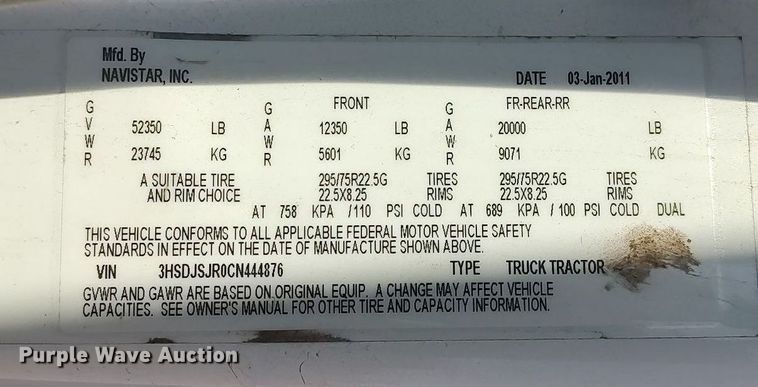 Mfd. By
NAVISTAR, INC. DATE 03-Jan-2011
GVWR GAWR FRONT GAWR FR-REAR-RR
52350 LB 12350 LB 20000 LB
23745 KG 5601 KG 9071 KG
A SUITABLE TIRE 295/75R22.5G TIRES 295/75R22.5G TIRES
AND RIM CHOICE 22.5X8.25 RIMS 22.5X8.25 RIMS
AT 758 KPA /110 PSI COLD AT 689 KPA / 100 PSI COLD DUAL
THIS VEHICLE CONFORMS TO ALL APPLICABLE FEDERAL MOTOR VEHICLE SAFETY
STANDARDS IN EFFECT ON THE DATE OF MANUFACTURE SHOWN ABOVE.
VIN 3HSDJSJR0CN444876 TYPE TRUCK TRACTOR
GVWR AND GAWR ARE BASED ON ORIGINAL EQUIP. A CHANGE MAY AFFECT VEHICLE
CAPACITIES. SEE OWNER'S MANUAL FOR OTHER TIRE AND CAPACITY INFORMATION.
Purple Wave Auction